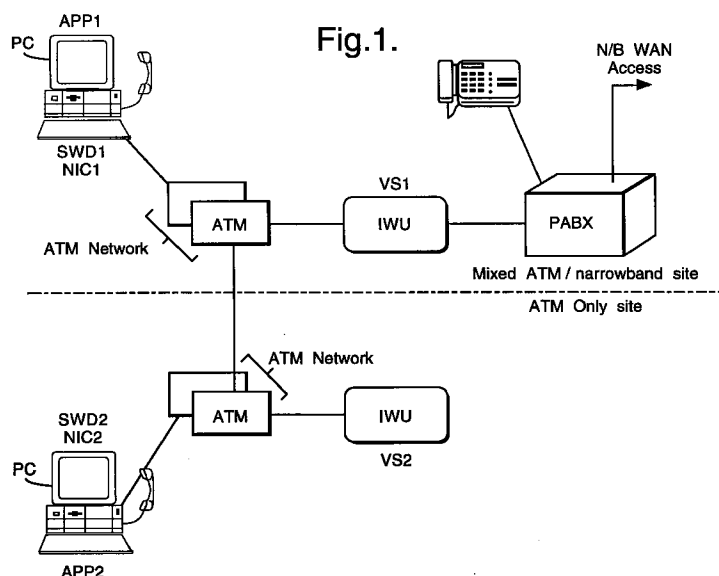 Fig.1.
APP1
PC
SWD1
NIC1
ATM
ATM Network
VS1
IWU
N/B WAN
Access
PABX
Mixed ATM / narrowband site
ATM Only site
ATM Network
ATM
IWU
VS2
SWD2
NIC2
PC
APP2